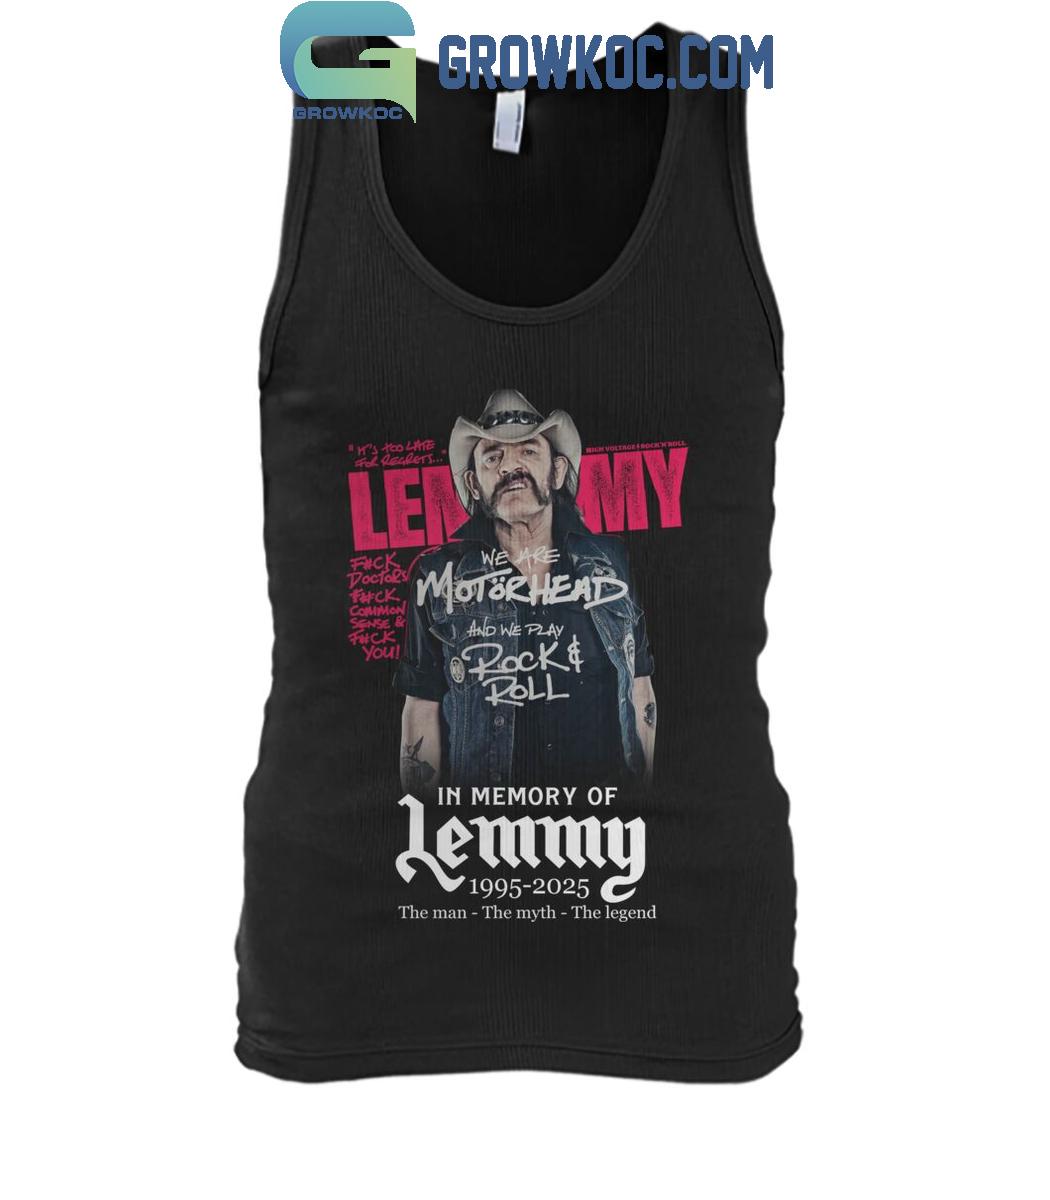 GROWKOC.COM
GROWKOC
"IT'S TOO LATE
FOR REGRETS..."
HIGH VOLTAGE ROCK'N'ROLL
LEMMY
F#CK
DOCTORS
F#CK
COMMON
SENSE &
F#CK
YOU!
WE ARE
MOTÖRHEAD
AND WE PLAY
ROCK &
ROLL
IN MEMORY OF
Lemmy
1995-2025
The man - The myth - The legend